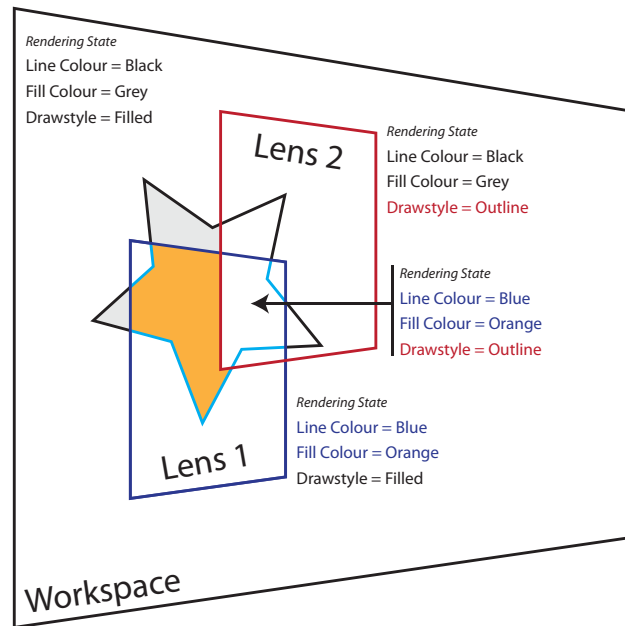 Rendering State
Line Colour = Black
Fill Colour = Grey
Drawstyle = Filled
Lens 2
Rendering State
Line Colour = Black
Fill Colour = Grey
Drawstyle = Outline
Rendering State
Line Colour = Blue
Fill Colour = Orange
Drawstyle = Outline
Rendering State
Line Colour = Blue
Fill Colour = Orange
Drawstyle = Filled
Lens 1
Workspace